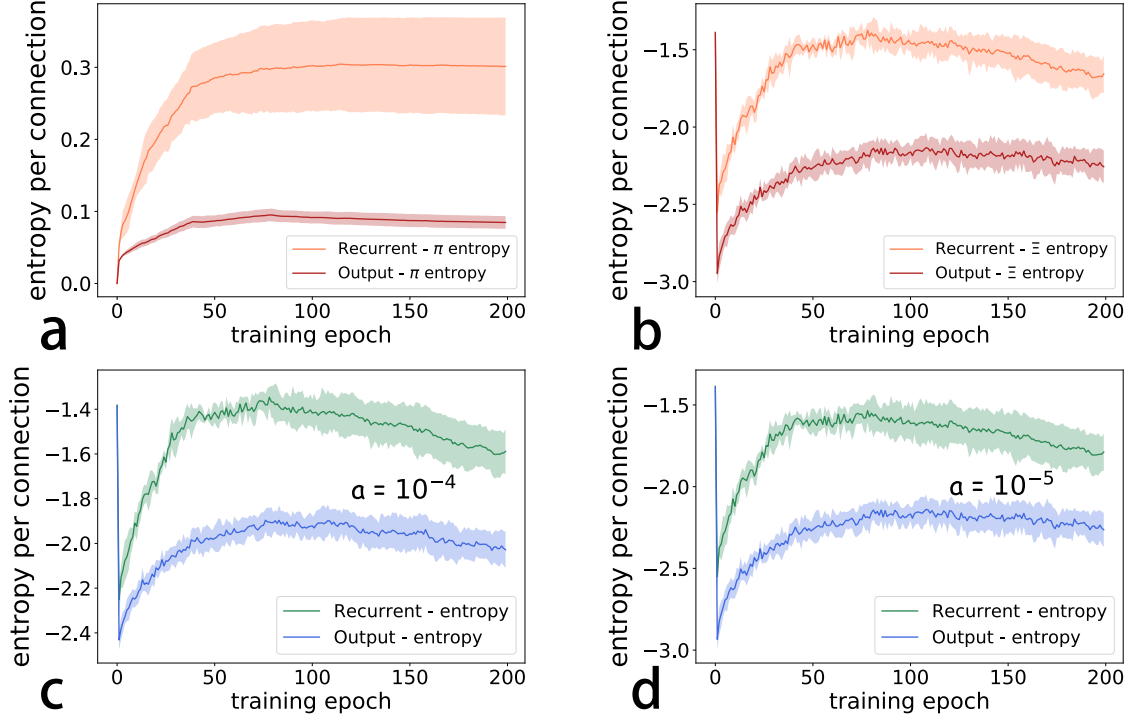 entropy per connection
0.3
0.2
0.1
0.0
Recurrent - π entropy
Output - π entropy
0 50 100 150 200
training epoch
a
entropy per connection
−1.5
−2.0
−2.5
−3.0
Recurrent - Ξ entropy
Output - Ξ entropy
0 50 100 150 200
training epoch
b
entropy per connection
−1.4
−1.6
−1.8
−2.0
−2.2
−2.4
a = 10⁻⁴
Recurrent - entropy
Output - entropy
0 50 100 150 200
training epoch
c
entropy per connection
−1.5
−2.0
−2.5
−3.0
a = 10⁻⁵
Recurrent - entropy
Output - entropy
0 50 100 150 200
training epoch
d